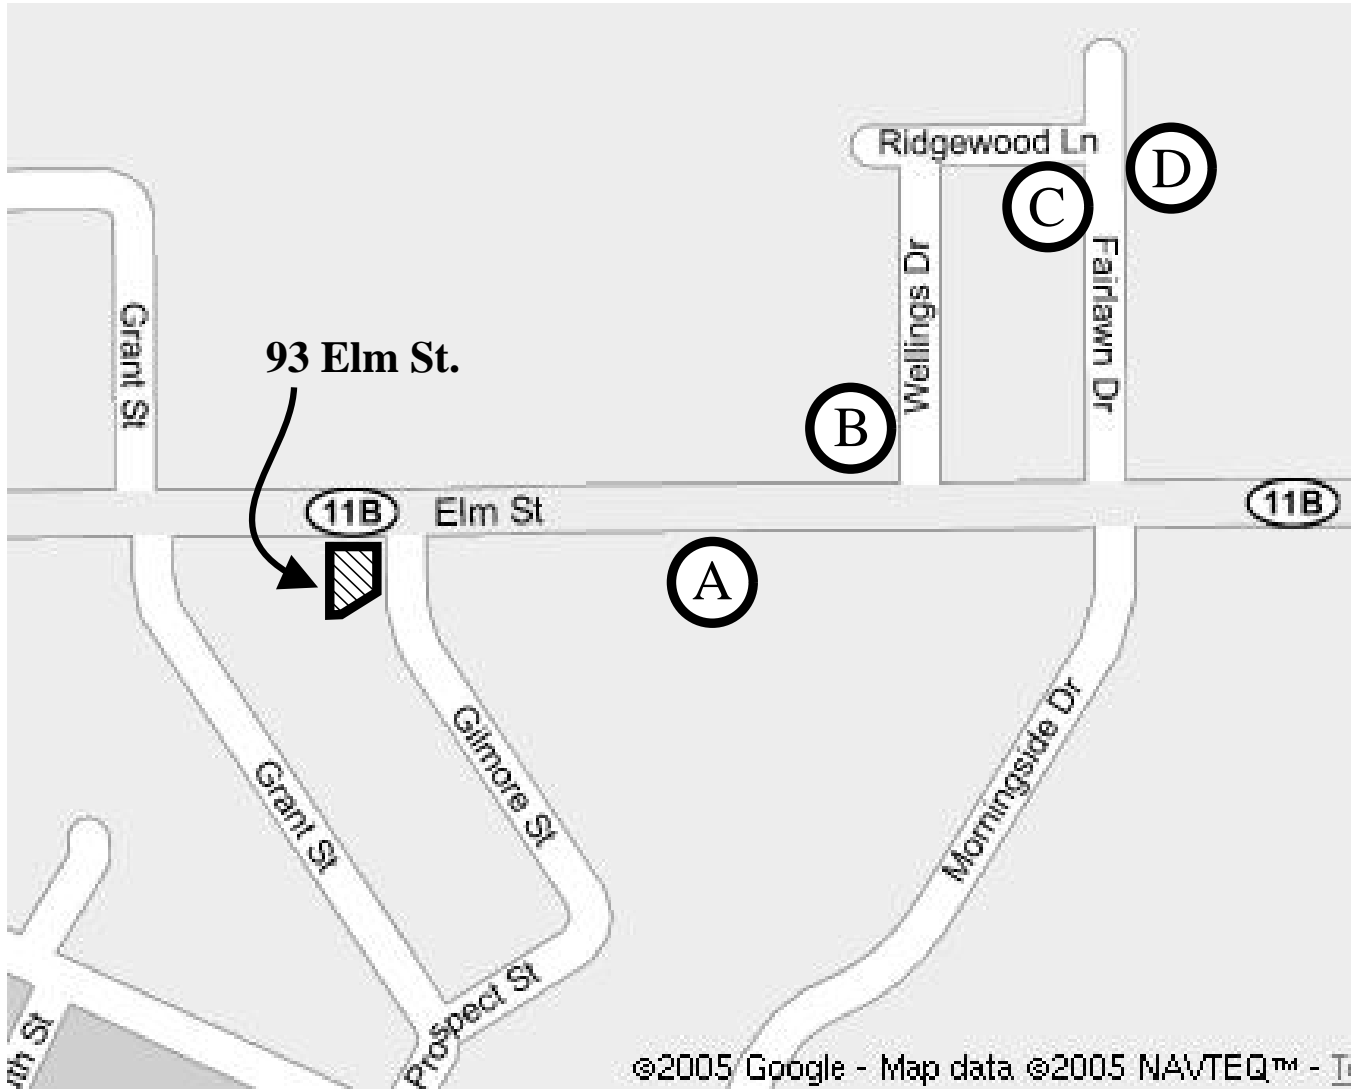 Ridgewood Ln
D
C
Grant St
Wellings Dr
Fairlawn Dr
93 Elm St.
B
11B
Elm St
11B
A
Gilmore St
Morningside Dr
Grant St
Prospect St
©2005 Google - Map data ©2005 NAVTEQ™ -